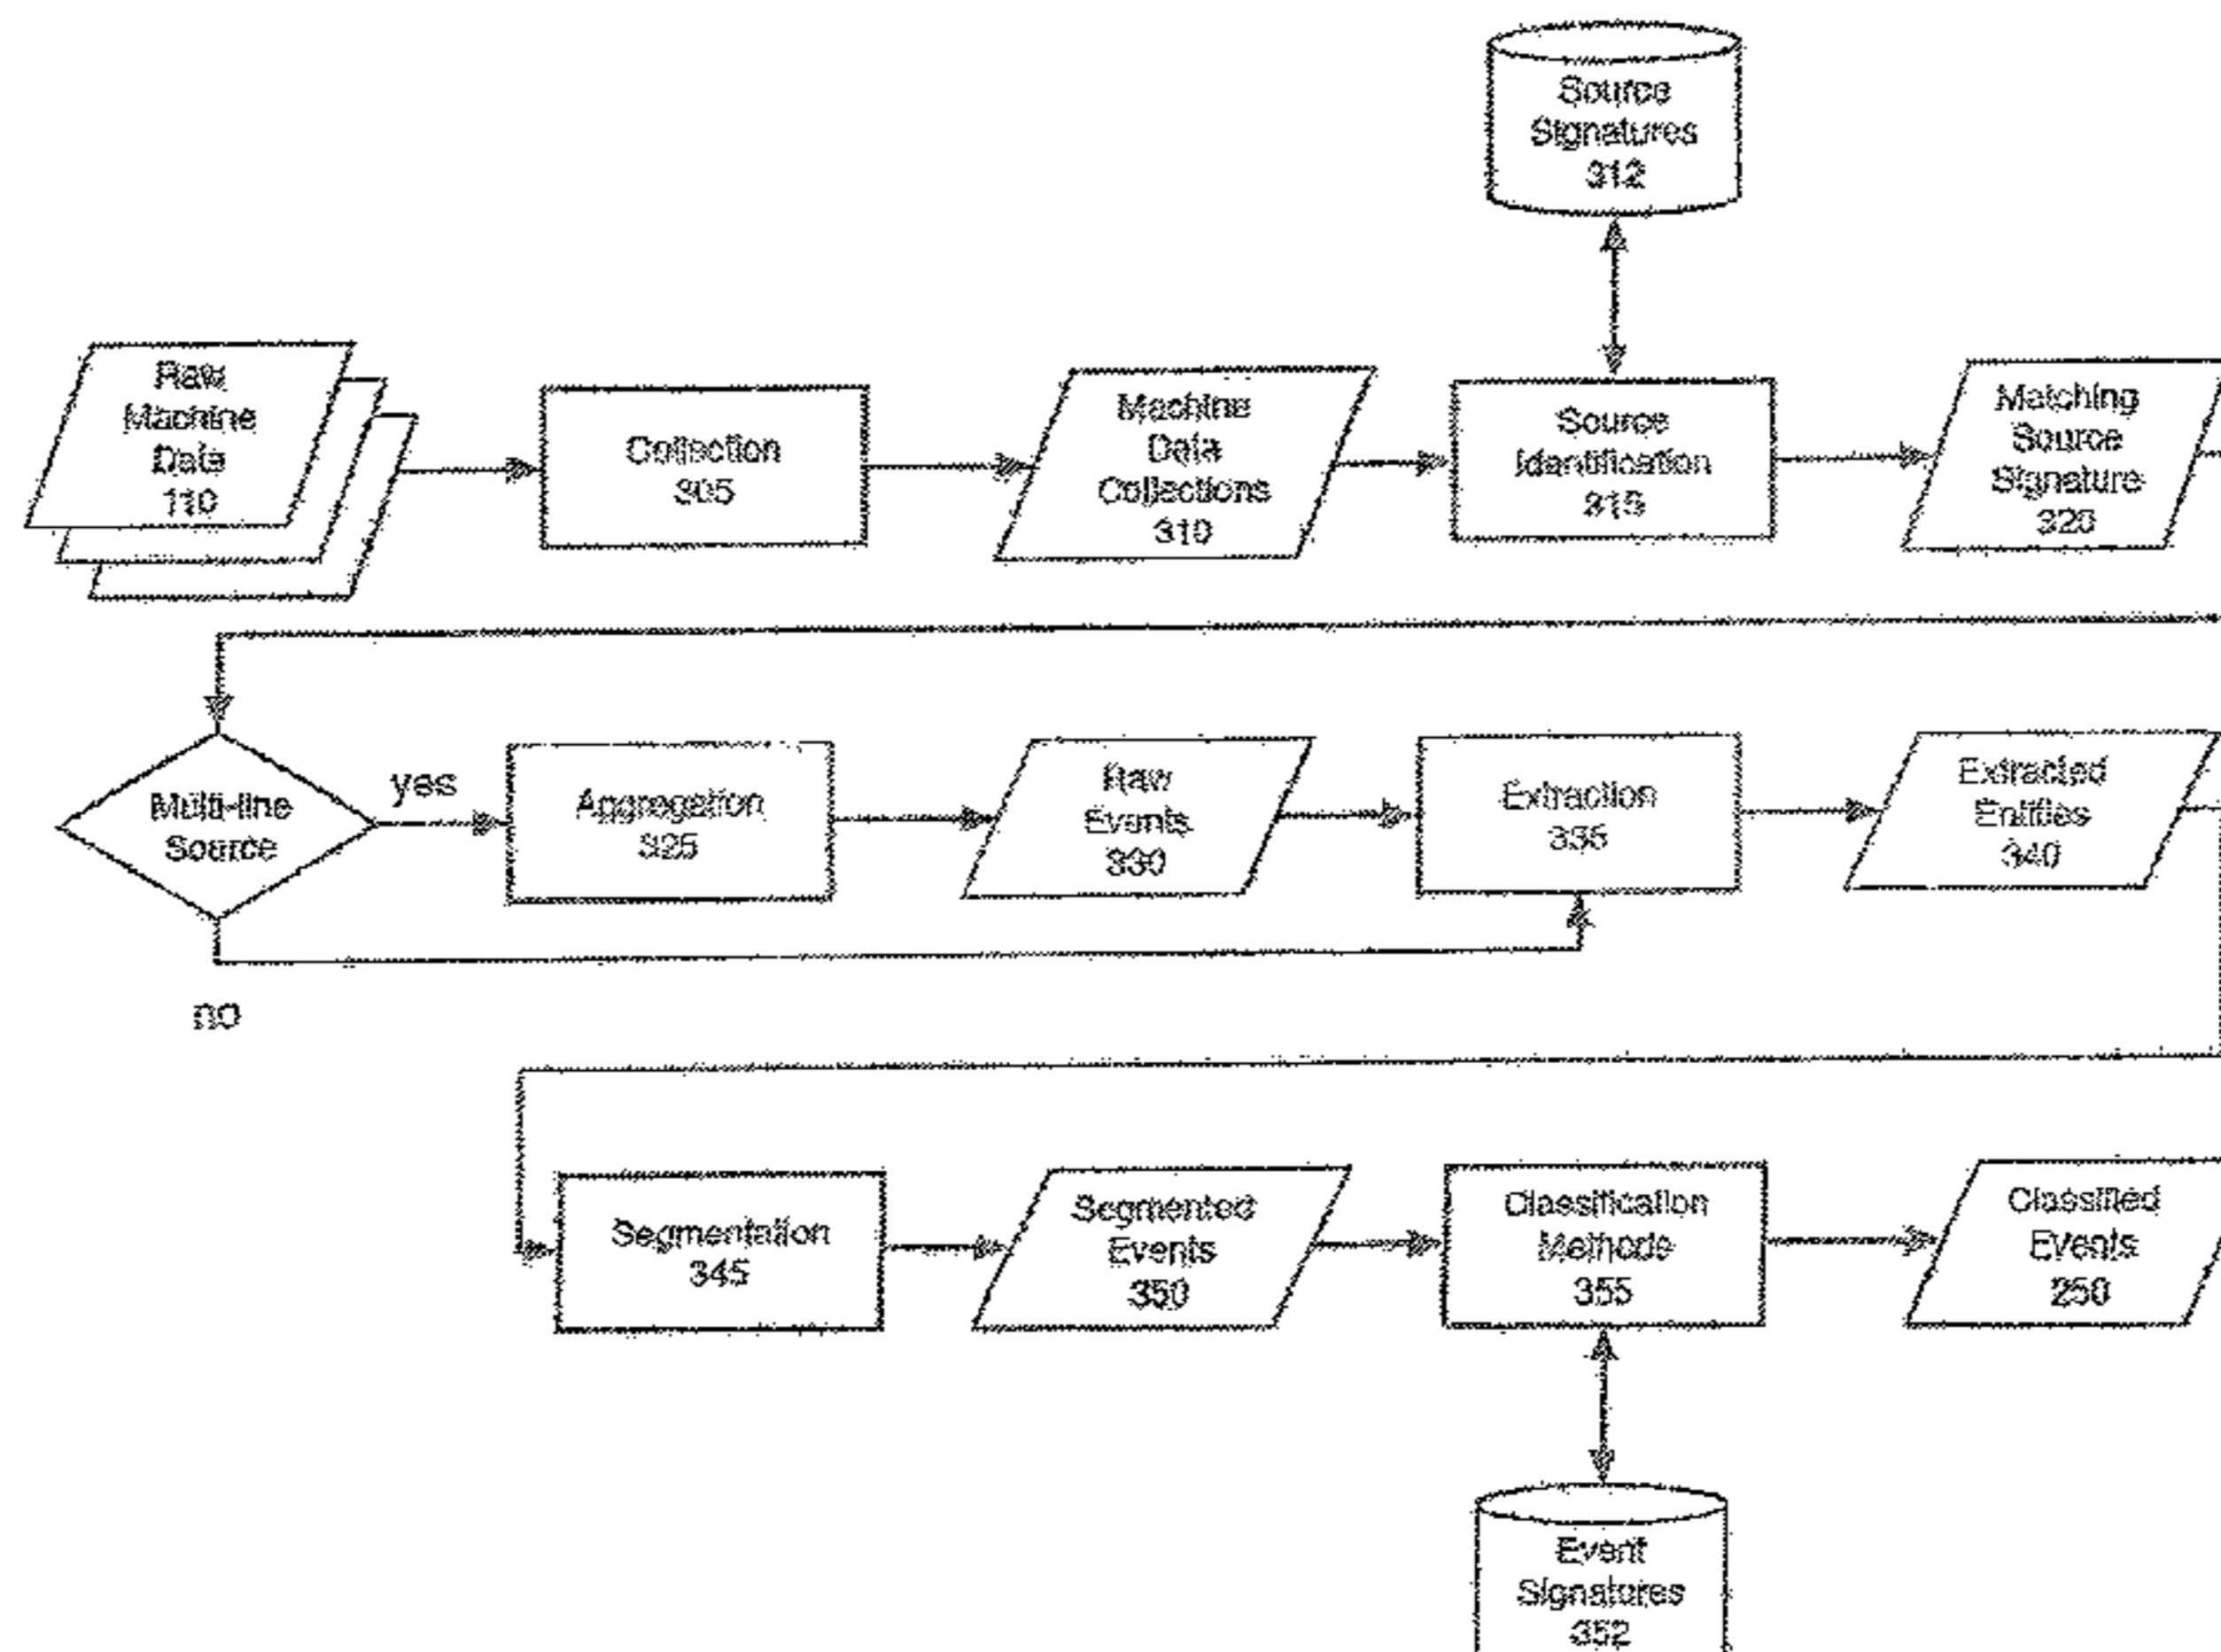 Source
Signatures
312
Raw
Machine
Data
110
Collection
305
Machine
Data
Collections
310
Source
Identification
315
Matching
Source
Signature
320
Multi-line
Source
yes
Aggregation
325
Raw
Events
330
Extraction
335
Extracted
Entities
340
no
Segmentation
345
Segmented
Events
350
Classification
Methode
355
Classified
Events
250
Event
Signatures
352